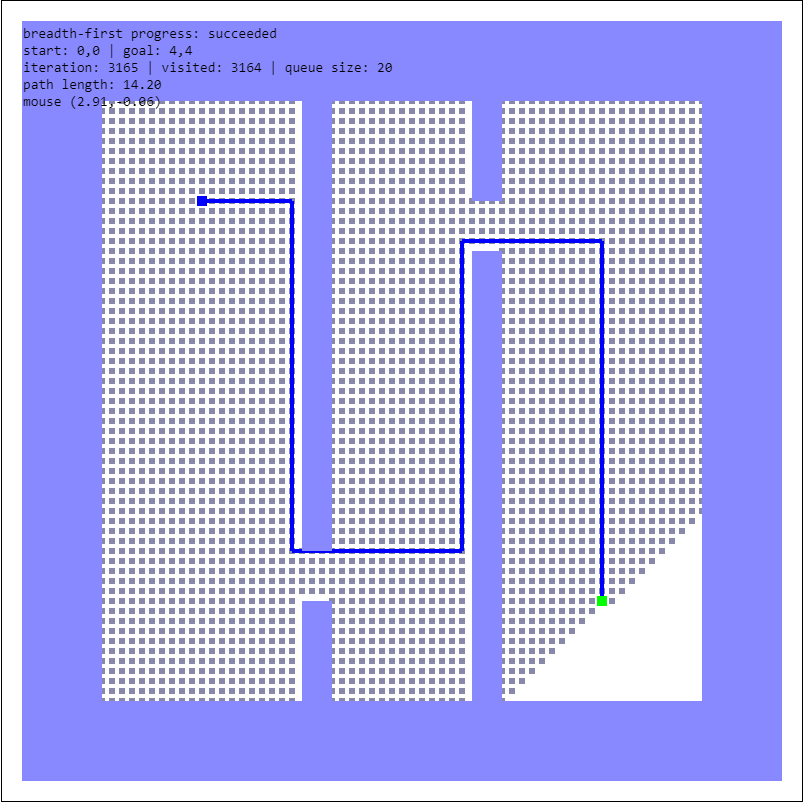 breadth-first progress: succeeded
start: 0,0 | goal: 4,4
iteration: 3165 | visited: 3164 | queue size: 20
path length: 14.20
mouse (2.91,-0.06)